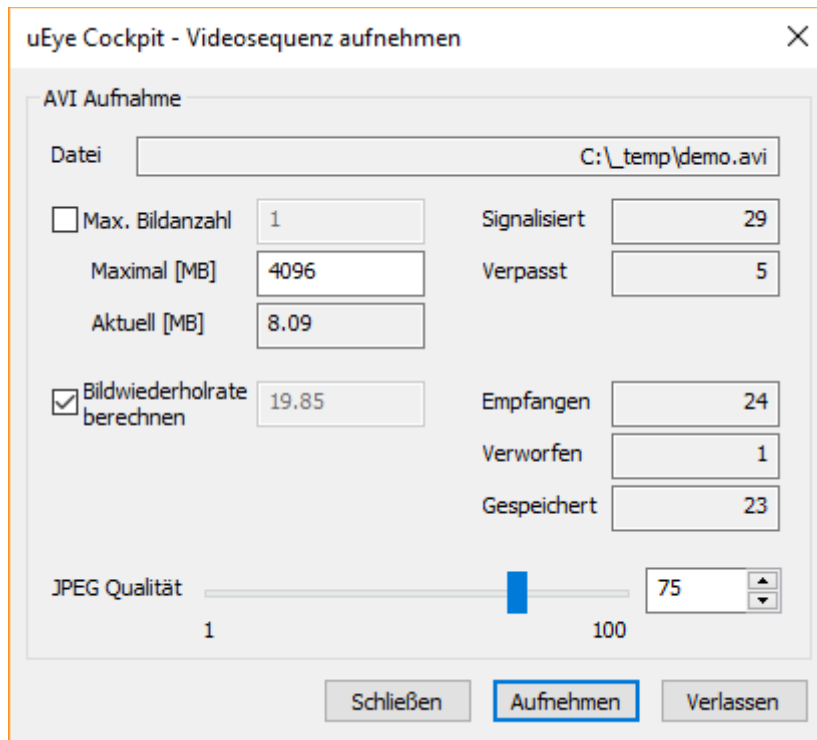 uEye Cockpit - Videosequenz aufnehmen
AVI Aufnahme
Datei C:\_temp\demo.avi
Max. Bildanzahl 1 Signalisiert 29
Maximal [MB] 4096 Verpasst 5
Aktuell [MB] 8.09
Bildwiederholrate
berechnen 19.85 Empfangen 24
Verworfen 1
Gespeichert 23
JPEG Qualität 75
1 100
Schließen Aufnehmen Verlassen